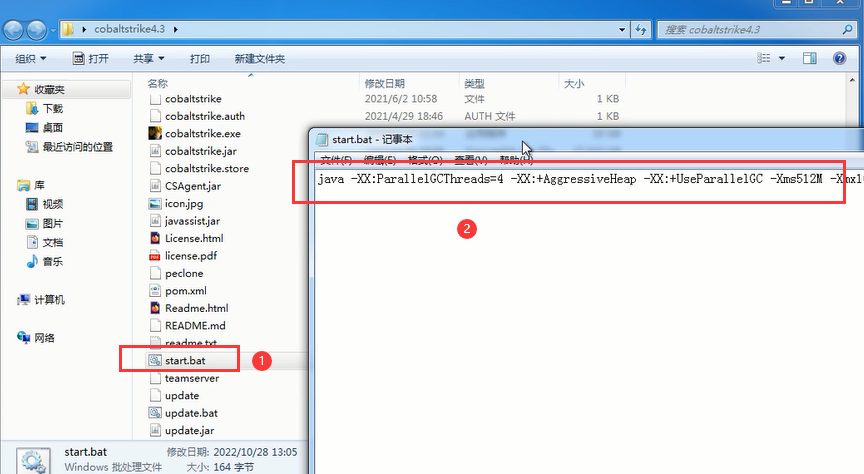 cobaltstrike4.3
搜索 cobaltstrike4.3
组织 打开 共享 打印 新建文件夹
名称 修改日期 类型 大小
收藏夹
下载
桌面
最近访问的位置
库
视频
图片
文档
音乐
计算机
网络
cobaltstrike 2021/6/2 10:58 文件 1 KB
cobaltstrike.auth 2021/4/29 18:46 AUTH 文件 1 KB
cobaltstrike.exe
cobaltstrike.jar
cobaltstrike.store
CSAgent.jar
icon.jpg
javassist.jar
License.html
license.pdf
peclone
pom.xml
Readme.html
README.md
readme.txt
start.bat
teamserver
update
update.bat
update.jar
1
start.bat - 记事本
文件(F) 编辑(E) 格式(O) 查看(V) 帮助(H)
java -XX:ParallelGCThreads=4 -XX:+AggressiveHeap -XX:+UseParallelGC -Xms512M -Xmx10
2
start.bat 修改日期: 2022/10/28 13:05
Windows 批处理文件 大小: 164 字节